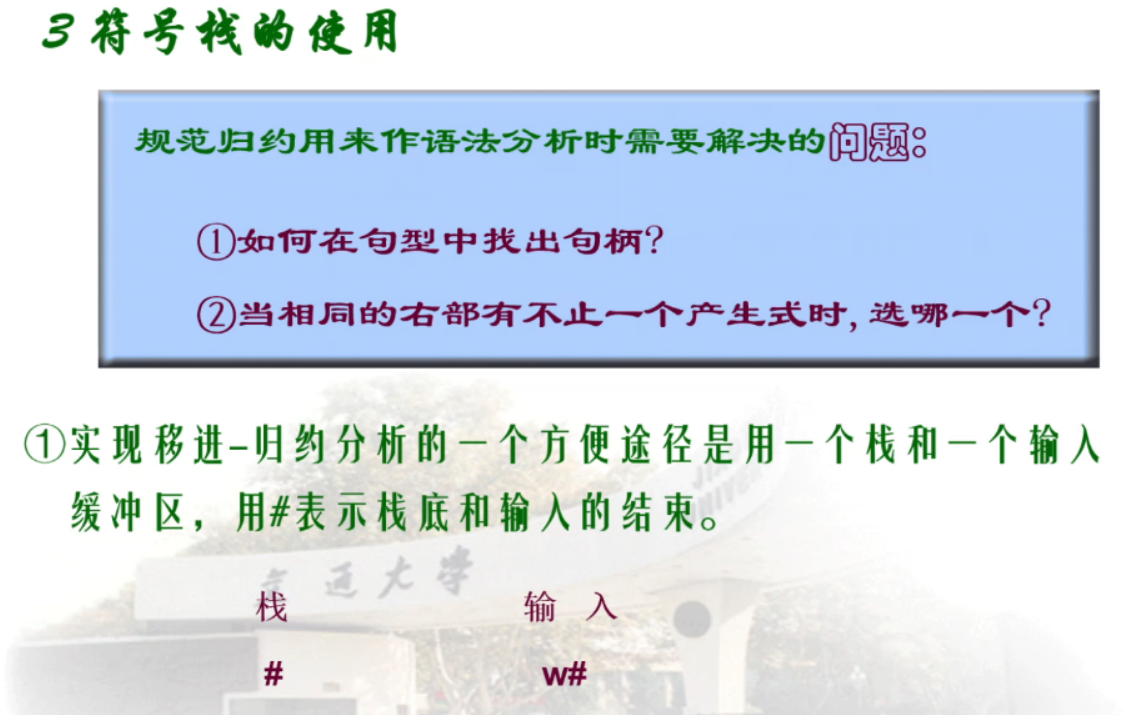 3 符号栈的使用
规范归约用来作语法分析时需要解决的问题：
①如何在句型中找出句柄?
②当相同的右部有不止一个产生式时, 选哪一个?
①实现移进-归约分析的一个方便途径是用一个栈和一个输入
缓冲区，用#表示栈底和输入的结束。
交通大学
栈 输 入
# w#